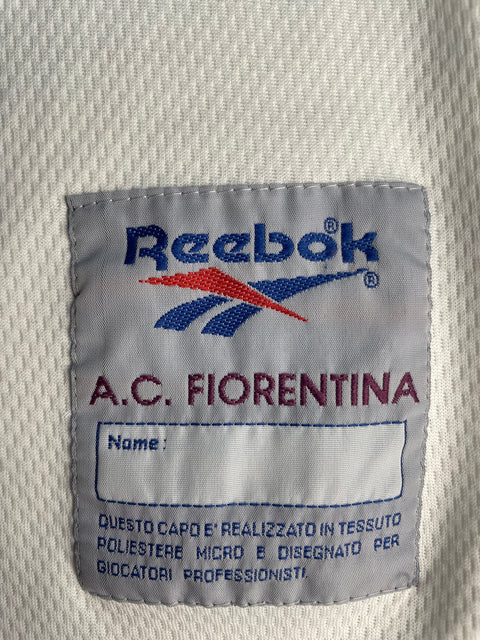 Reebok®
®
A.C. FIORENTINA
Name:
QUESTO CAPO E' REALIZZATO IN TESSUTO
POLIESTERE MICRO E DISEGNATO PER
GIOCATORI PROFESSIONISTI.